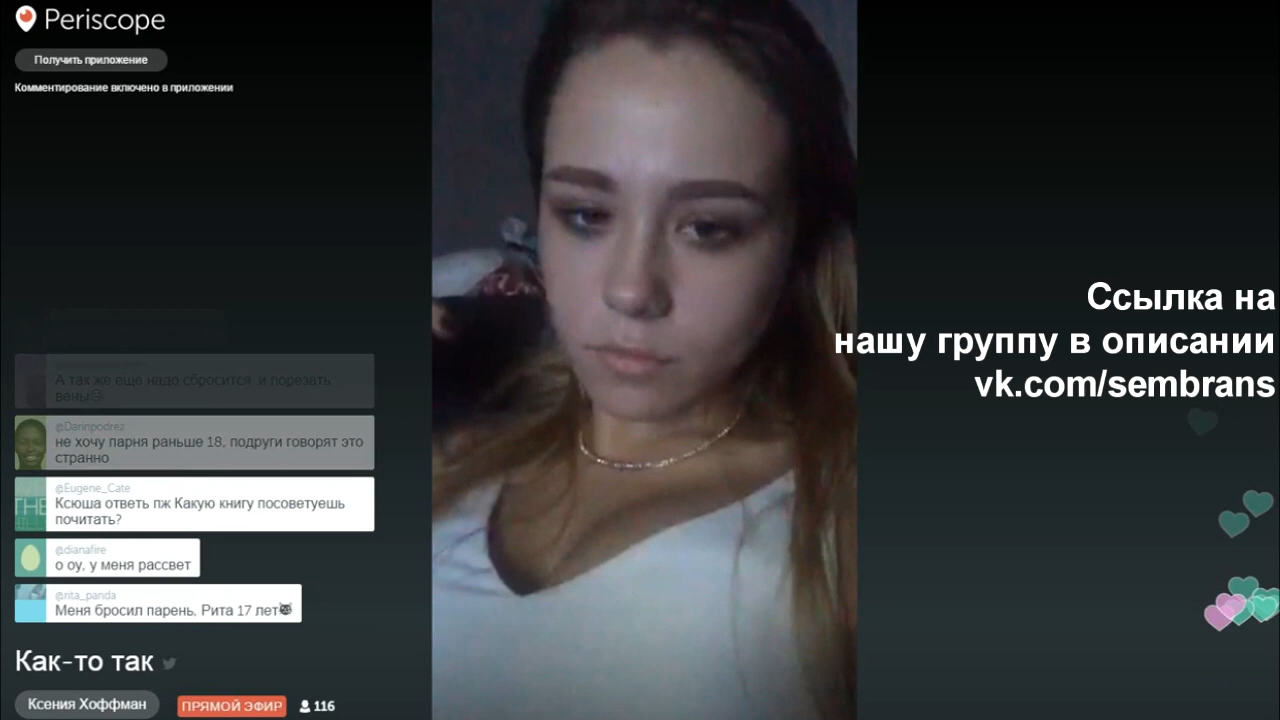 Periscope
Получить приложение
Комментирование включено в приложении
А так же еще надо сбросится и порезать
вены
@Darinpodrez
не хочу парня раньше 18, подруги говорят это
странно
@Eugene_Cate
THE
Ксюша ответь пж Какую книгу посоветуешь
почитать?
@dianafire
о оу, у меня рассвет
@rita_panda
Меня бросил парень. Рита 17 лет
Как-то так
Ксения Хоффман
ПРЯМОЙ ЭФИР
116
Ссылка на
нашу группу в описании
vk.com/sembrans